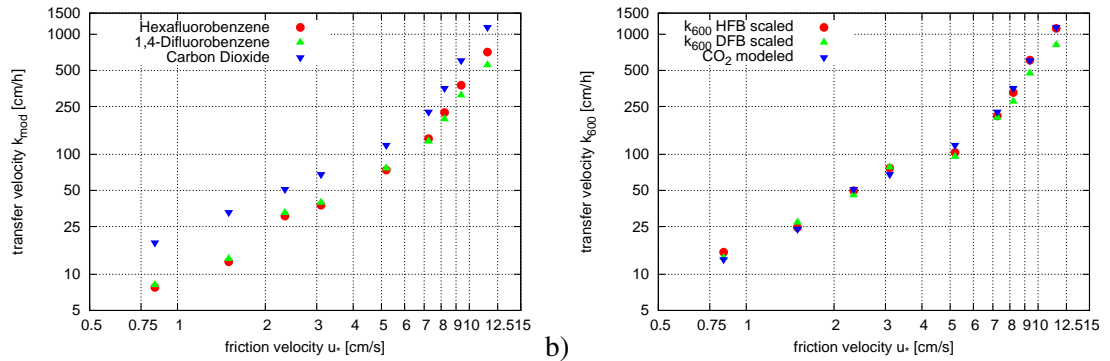 1500
1000
500
250
100
50
25
10
5
transfer velocity k_mod [cm/h]
Hexafluorobenzene
1,4-Difluorobenzene
Carbon Dioxide
0.5 0.75 1 2 3 4 5 6 7 8 9 10 12.5 15
friction velocity u* [cm/s]
b)
1500
1000
500
250
100
50
25
10
5
transfer velocity k_600 [cm/h]
k_600 HFB scaled
k_600 DFB scaled
CO_2 modeled
0.5 0.75 1 2 3 4 5 6 7 8 9 10 12.5 15
friction velocity u* [cm/s]